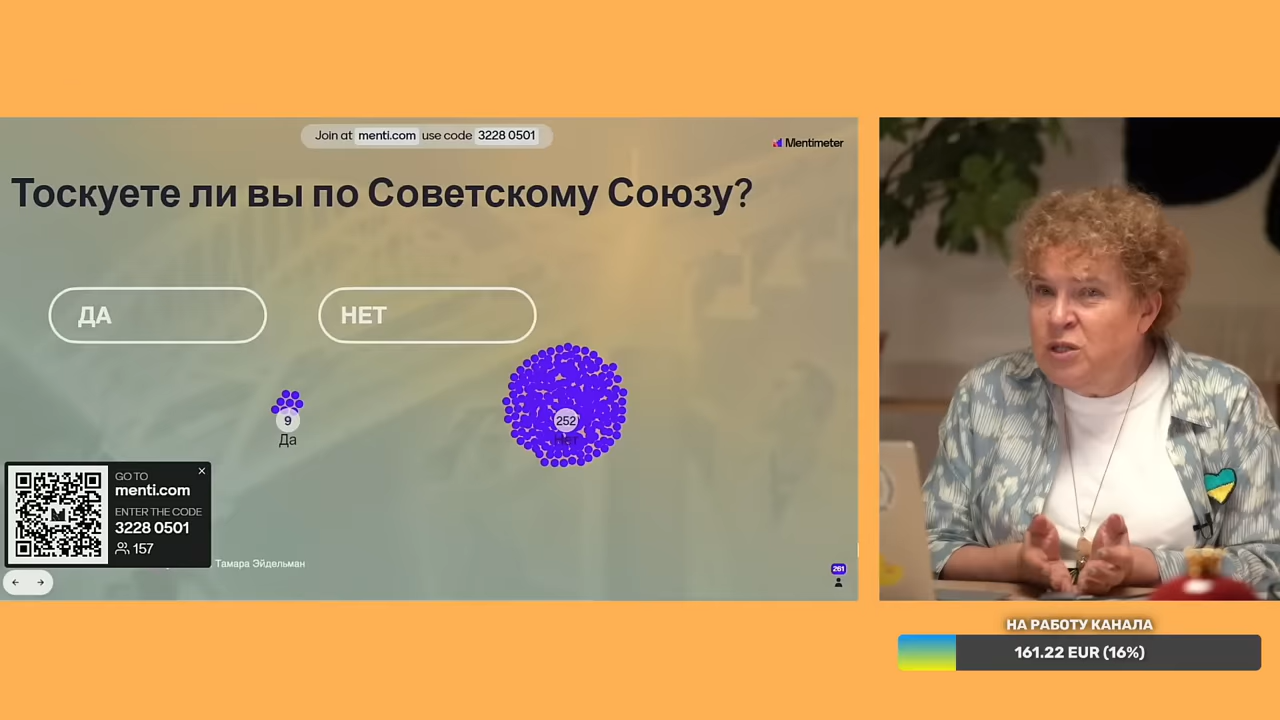 Join at menti.com use code 3228 0501
Mentimeter
Тоскуете ли вы по Советскому Союзу?
ДА
НЕТ
9
Да
252
Нет
GO TO
menti.com
ENTER THE CODE
3228 0501
157
Тамара Эйдельман
261
НА РАБОТУ КАНАЛА
161.22 EUR (16%)